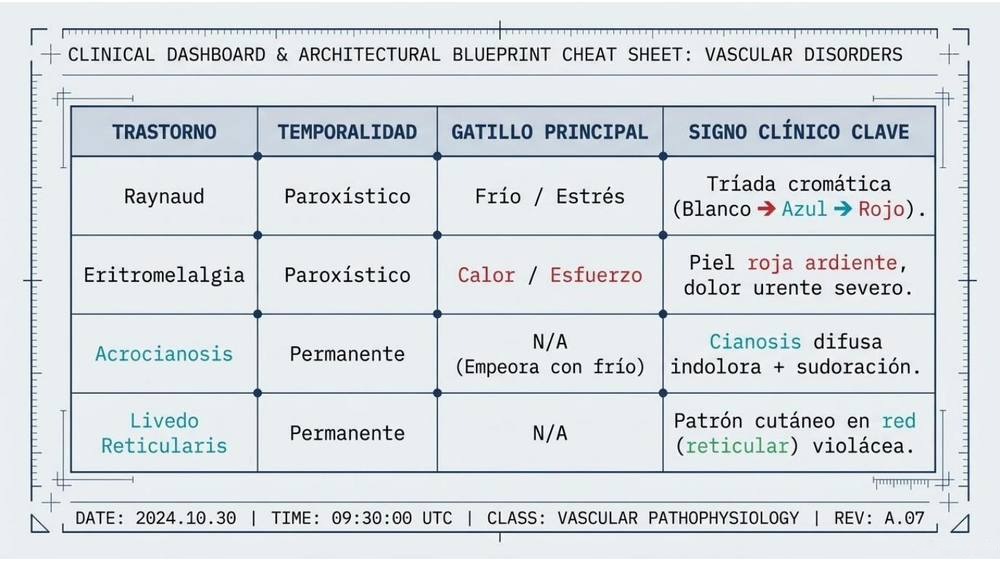 CLINICAL DASHBOARD & ARCHITECTURAL BLUEPRINT CHEAT SHEET: VASCULAR DISORDERS
TRASTORNO TEMPORALIDAD GATILLO PRINCIPAL SIGNO CLÍNICO CLAVE
Raynaud Paroxístico Frío / Estrés Tríada cromática
(Blanco ➔ Azul ➔ Rojo).
Eritromelalgia Paroxístico Calor / Esfuerzo Piel roja ardiente,
dolor urente severo.
Acrocianosis Permanente N/A
(Empeora con frío)
Cianosis difusa
indolora + sudoración.
Livedo
Reticularis
Permanente N/A Patrón cutáneo en red
(reticular) violácea.
DATE: 2024.10.30 | TIME: 09:30:00 UTC | CLASS: VASCULAR PATHOPHYSIOLOGY | REV: A.07